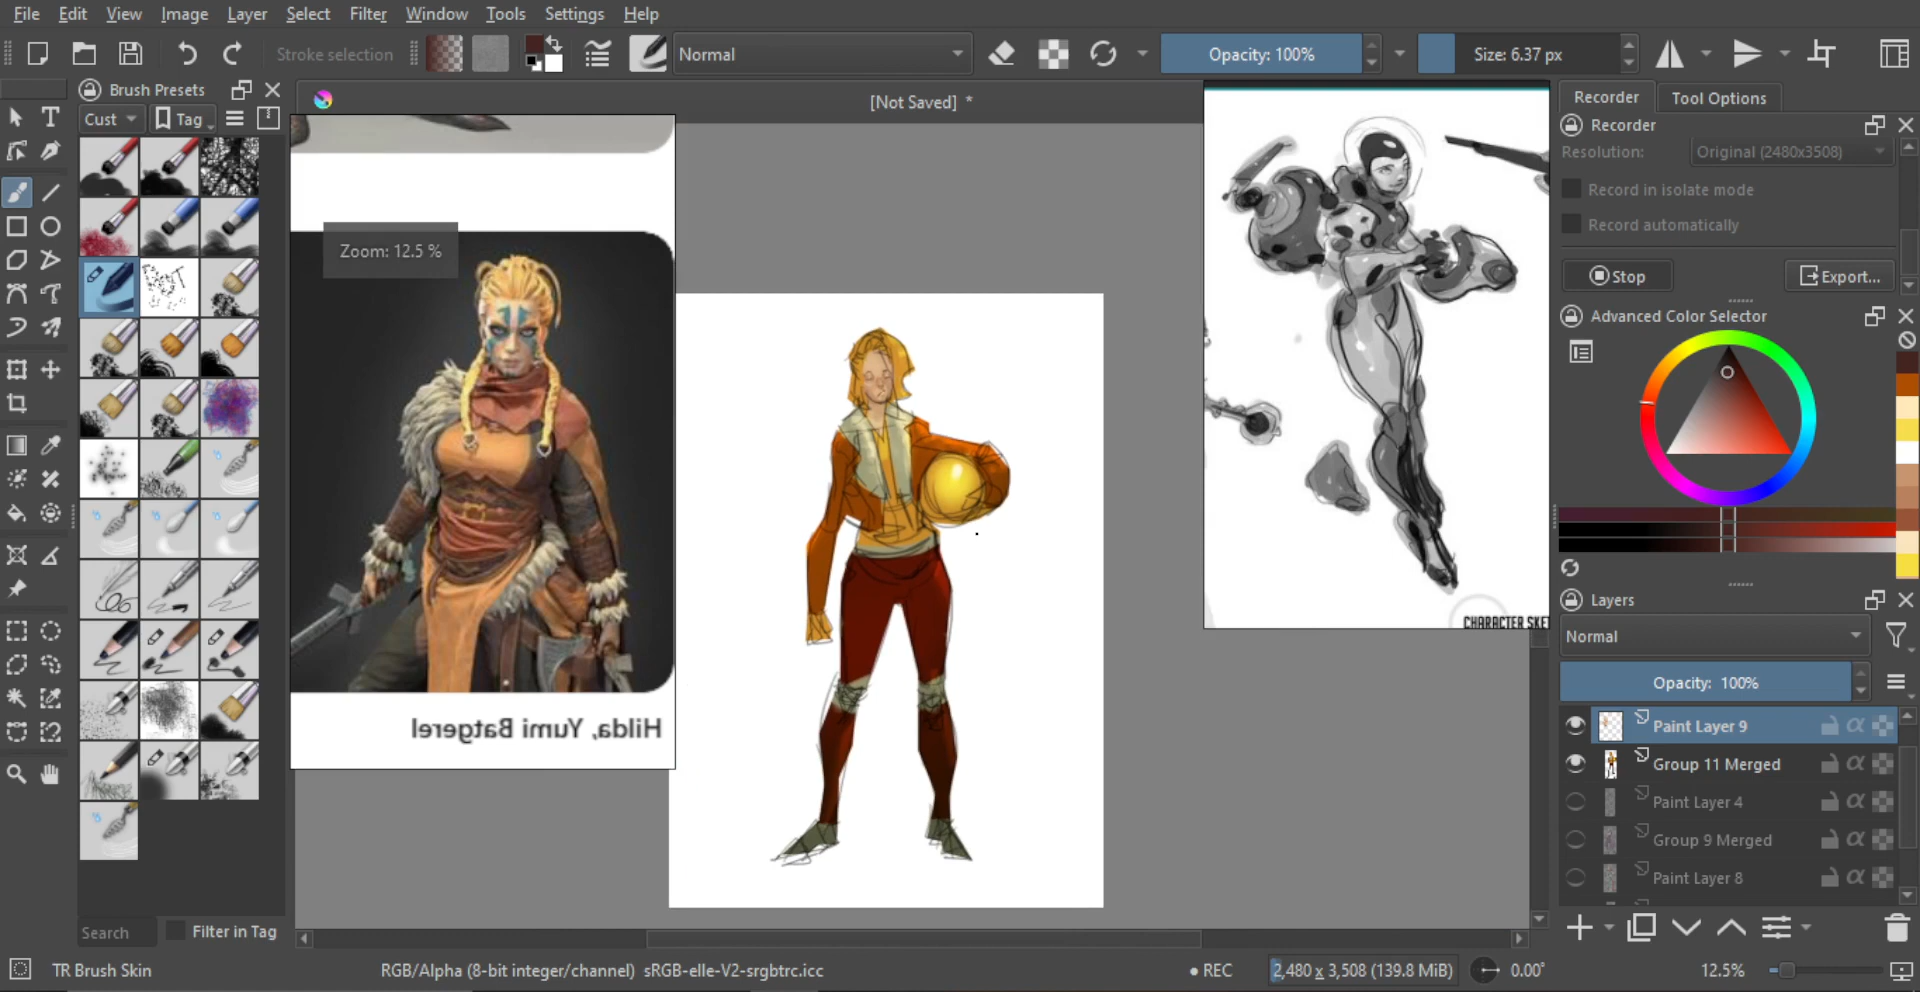 File Edit View Image Layer Select Filter Window Tools Settings Help
Stroke selection Normal Opacity: 100% Size: 6.37 px
Brush Presets
Cust Tag
[Not Saved] *
Zoom: 12.5 %
Hilda, Yumi Batgerel
CHARACTER SKE
Recorder Tool Options
Recorder
Resolution: Original (2480x3508)
Record in isolate mode
Record automatically
Stop Export...
Advanced Color Selector
Layers
Normal
Opacity: 100%
Paint Layer 9
Group 11 Merged
Paint Layer 4
Group 9 Merged
Paint Layer 8
Search Filter in Tag
TR Brush Skin RGB/Alpha (8-bit integer/channel) sRGB-elle-V2-srgbtrc.icc • REC 2,480 x 3,508 (139.8 MiB) 0.00° 12.5%